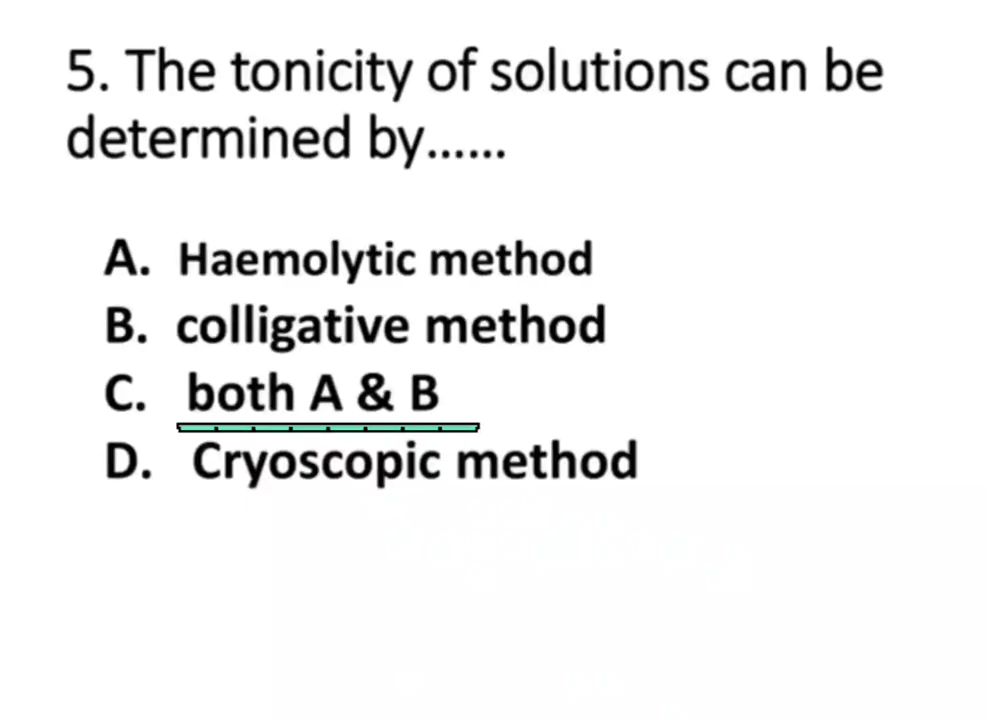 5. The tonicity of solutions can be
determined by......
A. Haemolytic method
B. colligative method
C. both A & B
D. Cryoscopic method